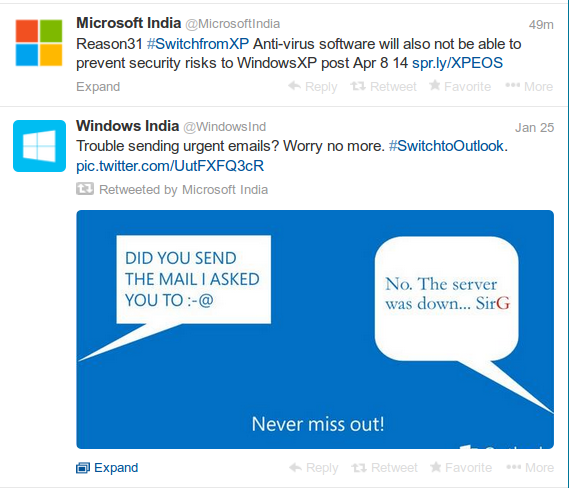 Microsoft India @MicrosoftIndia 49m
Reason31 #SwitchfromXP Anti-virus software will also not be able to
prevent security risks to WindowsXP post Apr 8 14 spr.ly/XPEOS
Expand Reply Retweet Favorite More
Windows India @WindowsInd Jan 25
Trouble sending urgent emails? Worry no more. #SwitchtoOutlook.
pic.twitter.com/UutFXFQ3cR
Retweeted by Microsoft India
DID YOU SEND
THE MAIL I ASKED
YOU TO :-@
No. The server
was down... SirG
Never miss out!
Expand Reply Retweet Favorite More